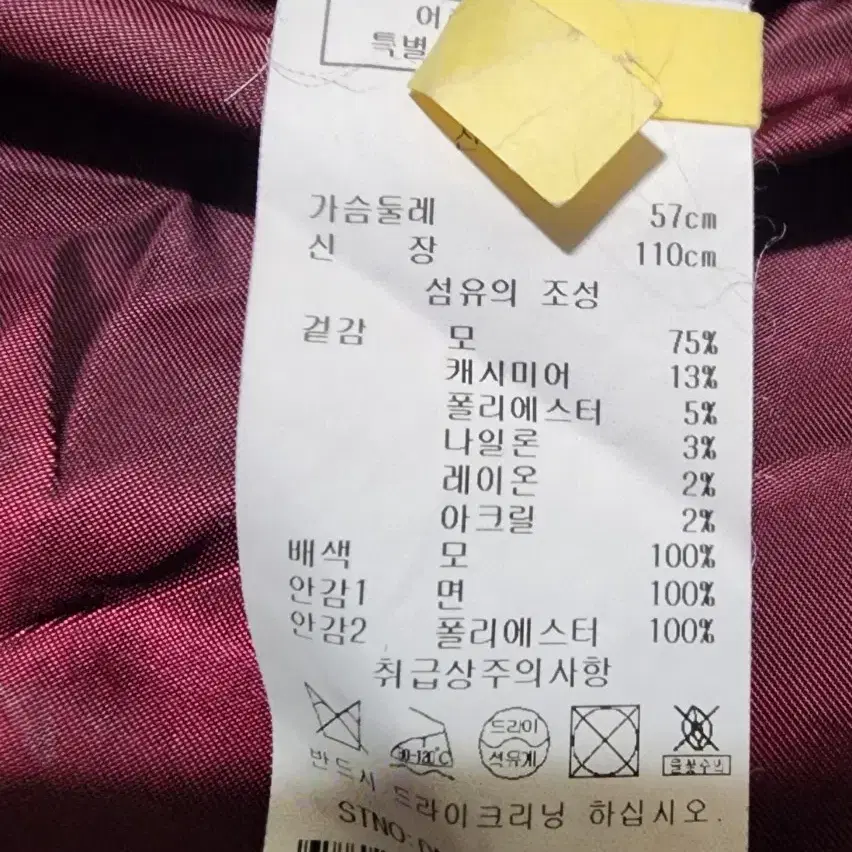 특별
가슴둘레 57cm
신 장 110cm
섬유의 조성
겉감 모 75%
캐시미어 13%
폴리에스터 5%
나일론 3%
레이온 2%
아크릴 2%
배색 모 100%
안감1 면 100%
안감2 폴리에스터 100%
취급상주의사항
드라이
석유계
반드시 드라이크리닝 하십시오.
STNO: